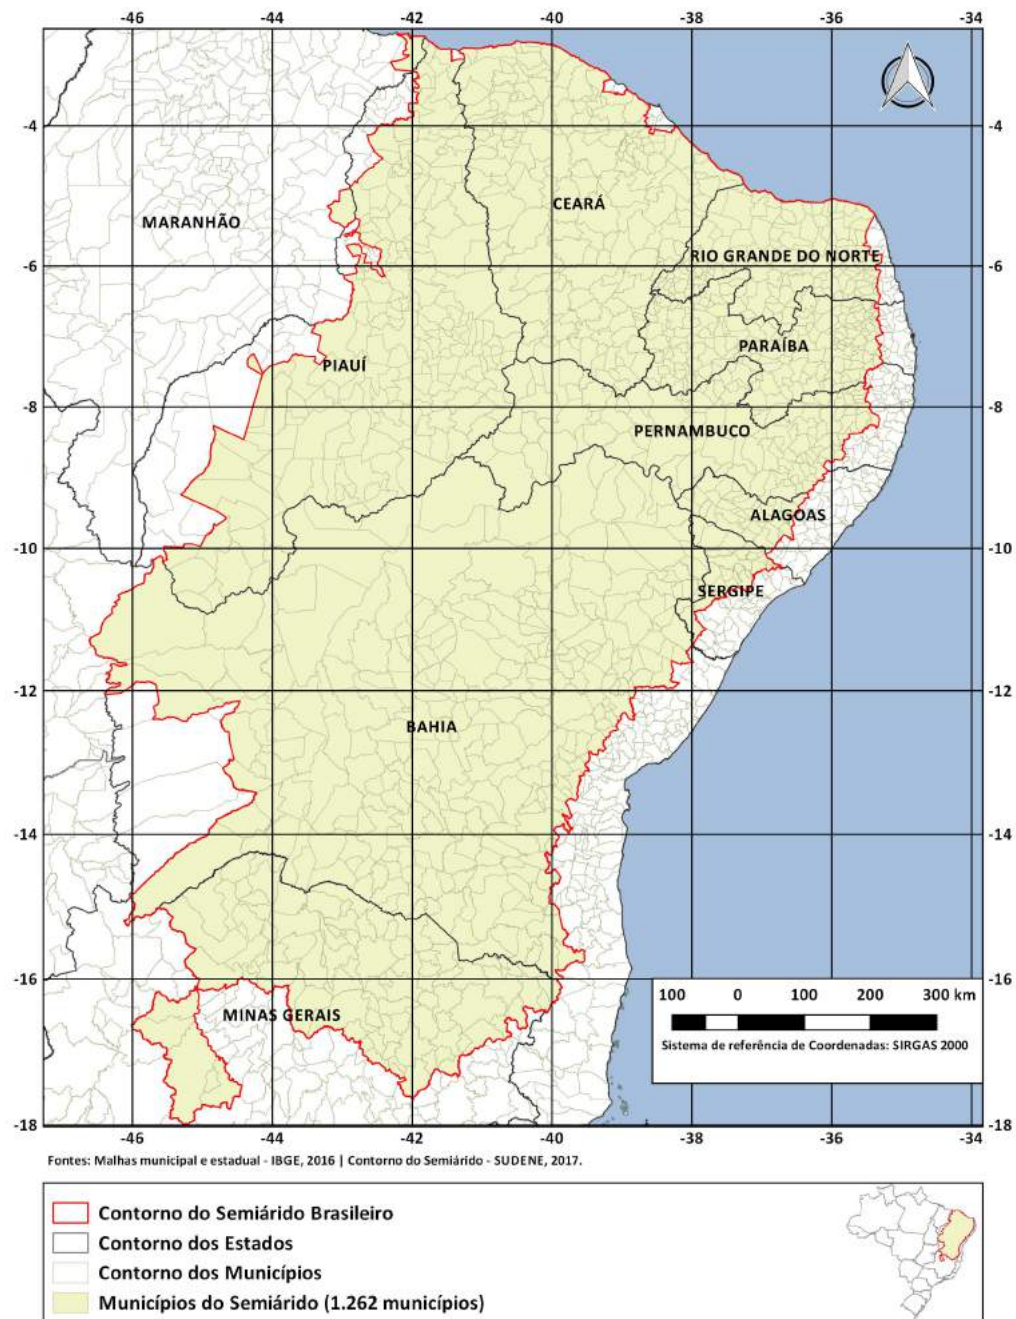 -46 -44 -42 -40 -38 -36 -34
-4 -4
CEARÁ
MARANHÃO
RIO GRANDE DO NORTE
-6 -6
PARAÍBA
PIAUÍ
-8 -8
PERNAMBUCO
ALAGOAS
-10 -10
SERGIPE
-12 -12
BAHIA
-14 -14
-16 -16
100 0 100 200 300 km
MINAS GERAIS
Sistema de referência de Coordenadas: SIRGAS 2000
-18 -18
-46 -44 -42 -40 -38 -36 -34
Fontes: Malhas municipal e estadual - IBGE, 2016 | Contorno do Semiárido - SUDENE, 2017.
Contorno do Semiárido Brasileiro
Contorno dos Estados
Contorno dos Municípios
Municípios do Semiárido (1.262 municípios)